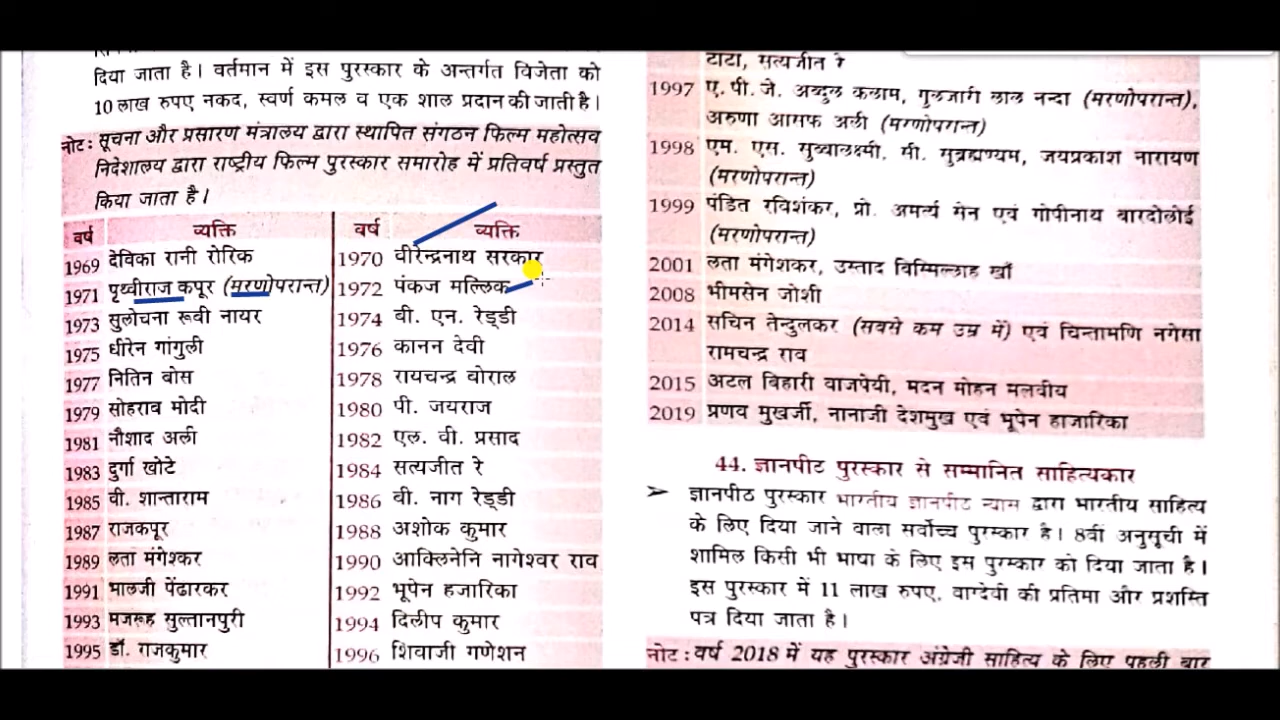 दिया जाता है। वर्तमान में इस पुरस्कार के अन्तर्गत विजेता को
10 लाख रुपए नकद, स्वर्ण कमल व एक शाल प्रदान की जाती है।
नोट: सूचना और प्रसारण मंत्रालय द्वारा स्थापित संगठन फिल्म महोत्सव
निदेशालय द्वारा राष्ट्रीय फिल्म पुरस्कार समारोह में प्रतिवर्ष प्रस्तुत
किया जाता है।
वर्ष व्यक्ति वर्ष व्यक्ति
1969 देविका रानी रोरिक 1970 वीरेन्द्रनाथ सरकार
1971 पृथ्वीराज कपूर (मरणोपरान्त) 1972 पंकज मल्लिक
1973 सुलोचना रूबी नायर 1974 वी. एन. रेड्डी
1975 धीरेन गांगुली 1976 कानन देवी
1977 नितिन बोस 1978 रायचन्द्र बोराल
1979 सोहराब मोदी 1980 पी. जयराज
1981 नौशाद अली 1982 एल. वी. प्रसाद
1983 दुर्गा खोटे 1984 सत्यजीत रे
1985 वी. शान्ताराम 1986 बी. नाग रेड्डी
1987 राजकपूर 1988 अशोक कुमार
1989 लता मंगेश्कर 1990 आक्लिनेनि नागेश्वर राव
1991 भालजी पेंढारकर 1992 भूपेन हजारिका
1993 मजरूह सुल्तानपुरी 1994 दिलीप कुमार
1995 डॉ. राजकुमार 1996 शिवाजी गणेशन
टाटा, सत्यजीत रे
1997 ए. पी. जे. अब्दुल कलाम, गुलजारी लाल नन्दा (मरणोपरान्त),
अरुणा आसफ अली (मरणोपरान्त)
1998 एम. एस. सुब्बालक्ष्मी, सी. सुब्रह्मण्यम, जयप्रकाश नारायण
(मरणोपरान्त)
1999 पंडित रविशंकर, प्रो. अमर्त्य सेन एवं गोपीनाथ बारदोलोई
(मरणोपरान्त)
2001 लता मंगेशकर, उस्ताद बिस्मिल्लाह खाँ
2008 भीमसेन जोशी
2014 सचिन तेन्दुलकर (सबसे कम उम्र में) एवं चिन्तामणि नगेसा
रामचन्द्र राव
2015 अटल बिहारी वाजपेयी, मदन मोहन मलवीय
2019 प्रणव मुखर्जी, नानाजी देशमुख एवं भूपेन हाजारिका
44. ज्ञानपीट पुरस्कार से सम्मानित साहित्यकार
➤ ज्ञानपीठ पुरस्कार भारतीय ज्ञानपीट न्यास द्वारा भारतीय साहित्य
के लिए दिया जाने वाला सर्वोच्च पुरस्कार है। 8वीं अनुसूची में
शामिल किसी भी भाषा के लिए इस पुरस्कार को दिया जाता है।
इस पुरस्कार में 11 लाख रुपए, वाग्देवी की प्रतिमा और प्रशस्ति
पत्र दिया जाता है।
नोट: वर्ष 2018 में यह पुरस्कार अंग्रेजी साहित्य के लिए पहली बार